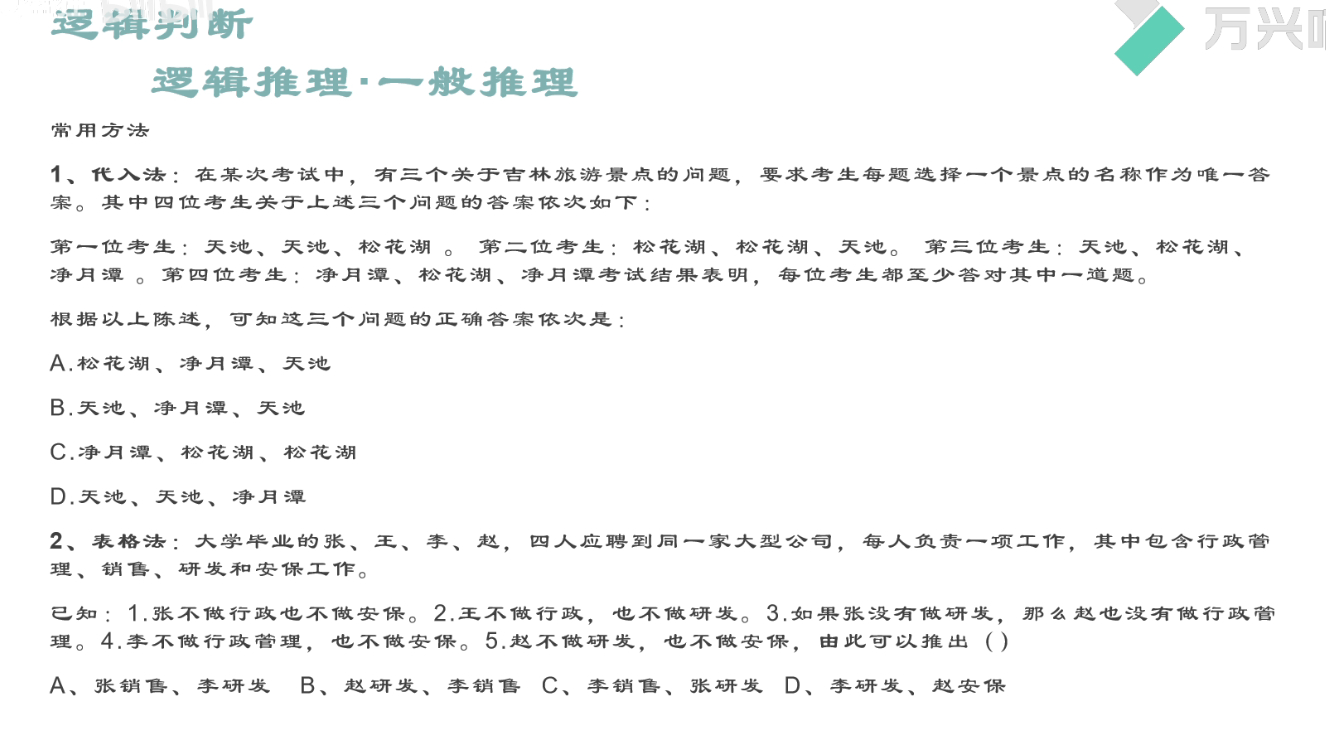 逻辑判断
万兴
逻辑推理·一般推理
常用方法
1、代入法：在某次考试中，有三个关于吉林旅游景点的问题，要求考生每题选择一个景点的名称作为唯一答
案。其中四位考生关于上述三个问题的答案依次如下：
第一位考生：天池、天池、松花湖 。 第二位考生：松花湖、松花湖、天池。 第三位考生：天池、松花湖、
净月潭 。第四位考生：净月潭、松花湖、净月潭考试结果表明，每位考生都至少答对其中一道题。
根据以上陈述，可知这三个问题的正确答案依次是：
A.松花湖、净月潭、天池
B.天池、净月潭、天池
C.净月潭、松花湖、松花湖
D.天池、天池、净月潭
2、表格法：大学毕业的张、王、李、赵，四人应聘到同一家大型公司，每人负责一项工作，其中包含行政管
理、销售、研发和安保工作。
已知：1.张不做行政也不做安保。2.王不做行政，也不做研发。3.如果张没有做研发，那么赵也没有做行政管
理。4.李不做行政管理，也不做安保。5.赵不做研发，也不做安保，由此可以推出（）
A、张销售、李研发 B、赵研发、李销售 C、李销售、张研发 D、李研发、赵安保